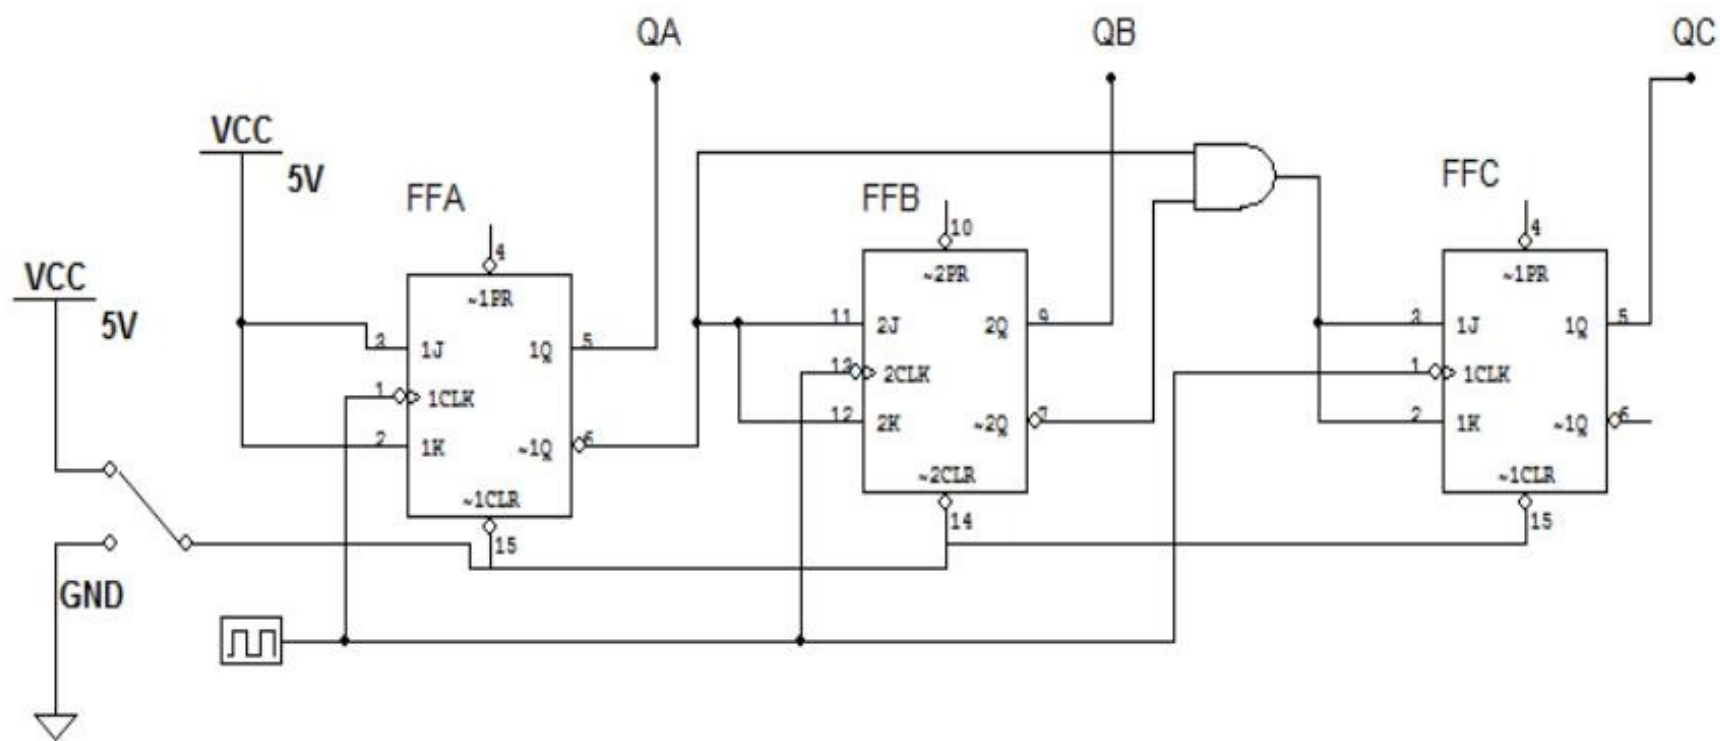 QA
QB
QC
VCC
5V
FFA
FFB
FFC
VCC
5V
4
~1PR
3
1J
1Q
5
1
1CLK
2
1K
~1Q
6
~1CLR
15
10
~2PR
11
2J
2Q
9
13
2CLK
12
2K
~2Q
7
~2CLR
14
4
~1PR
3
1J
1Q
5
1
1CLK
2
1K
~1Q
6
~1CLR
15
GND